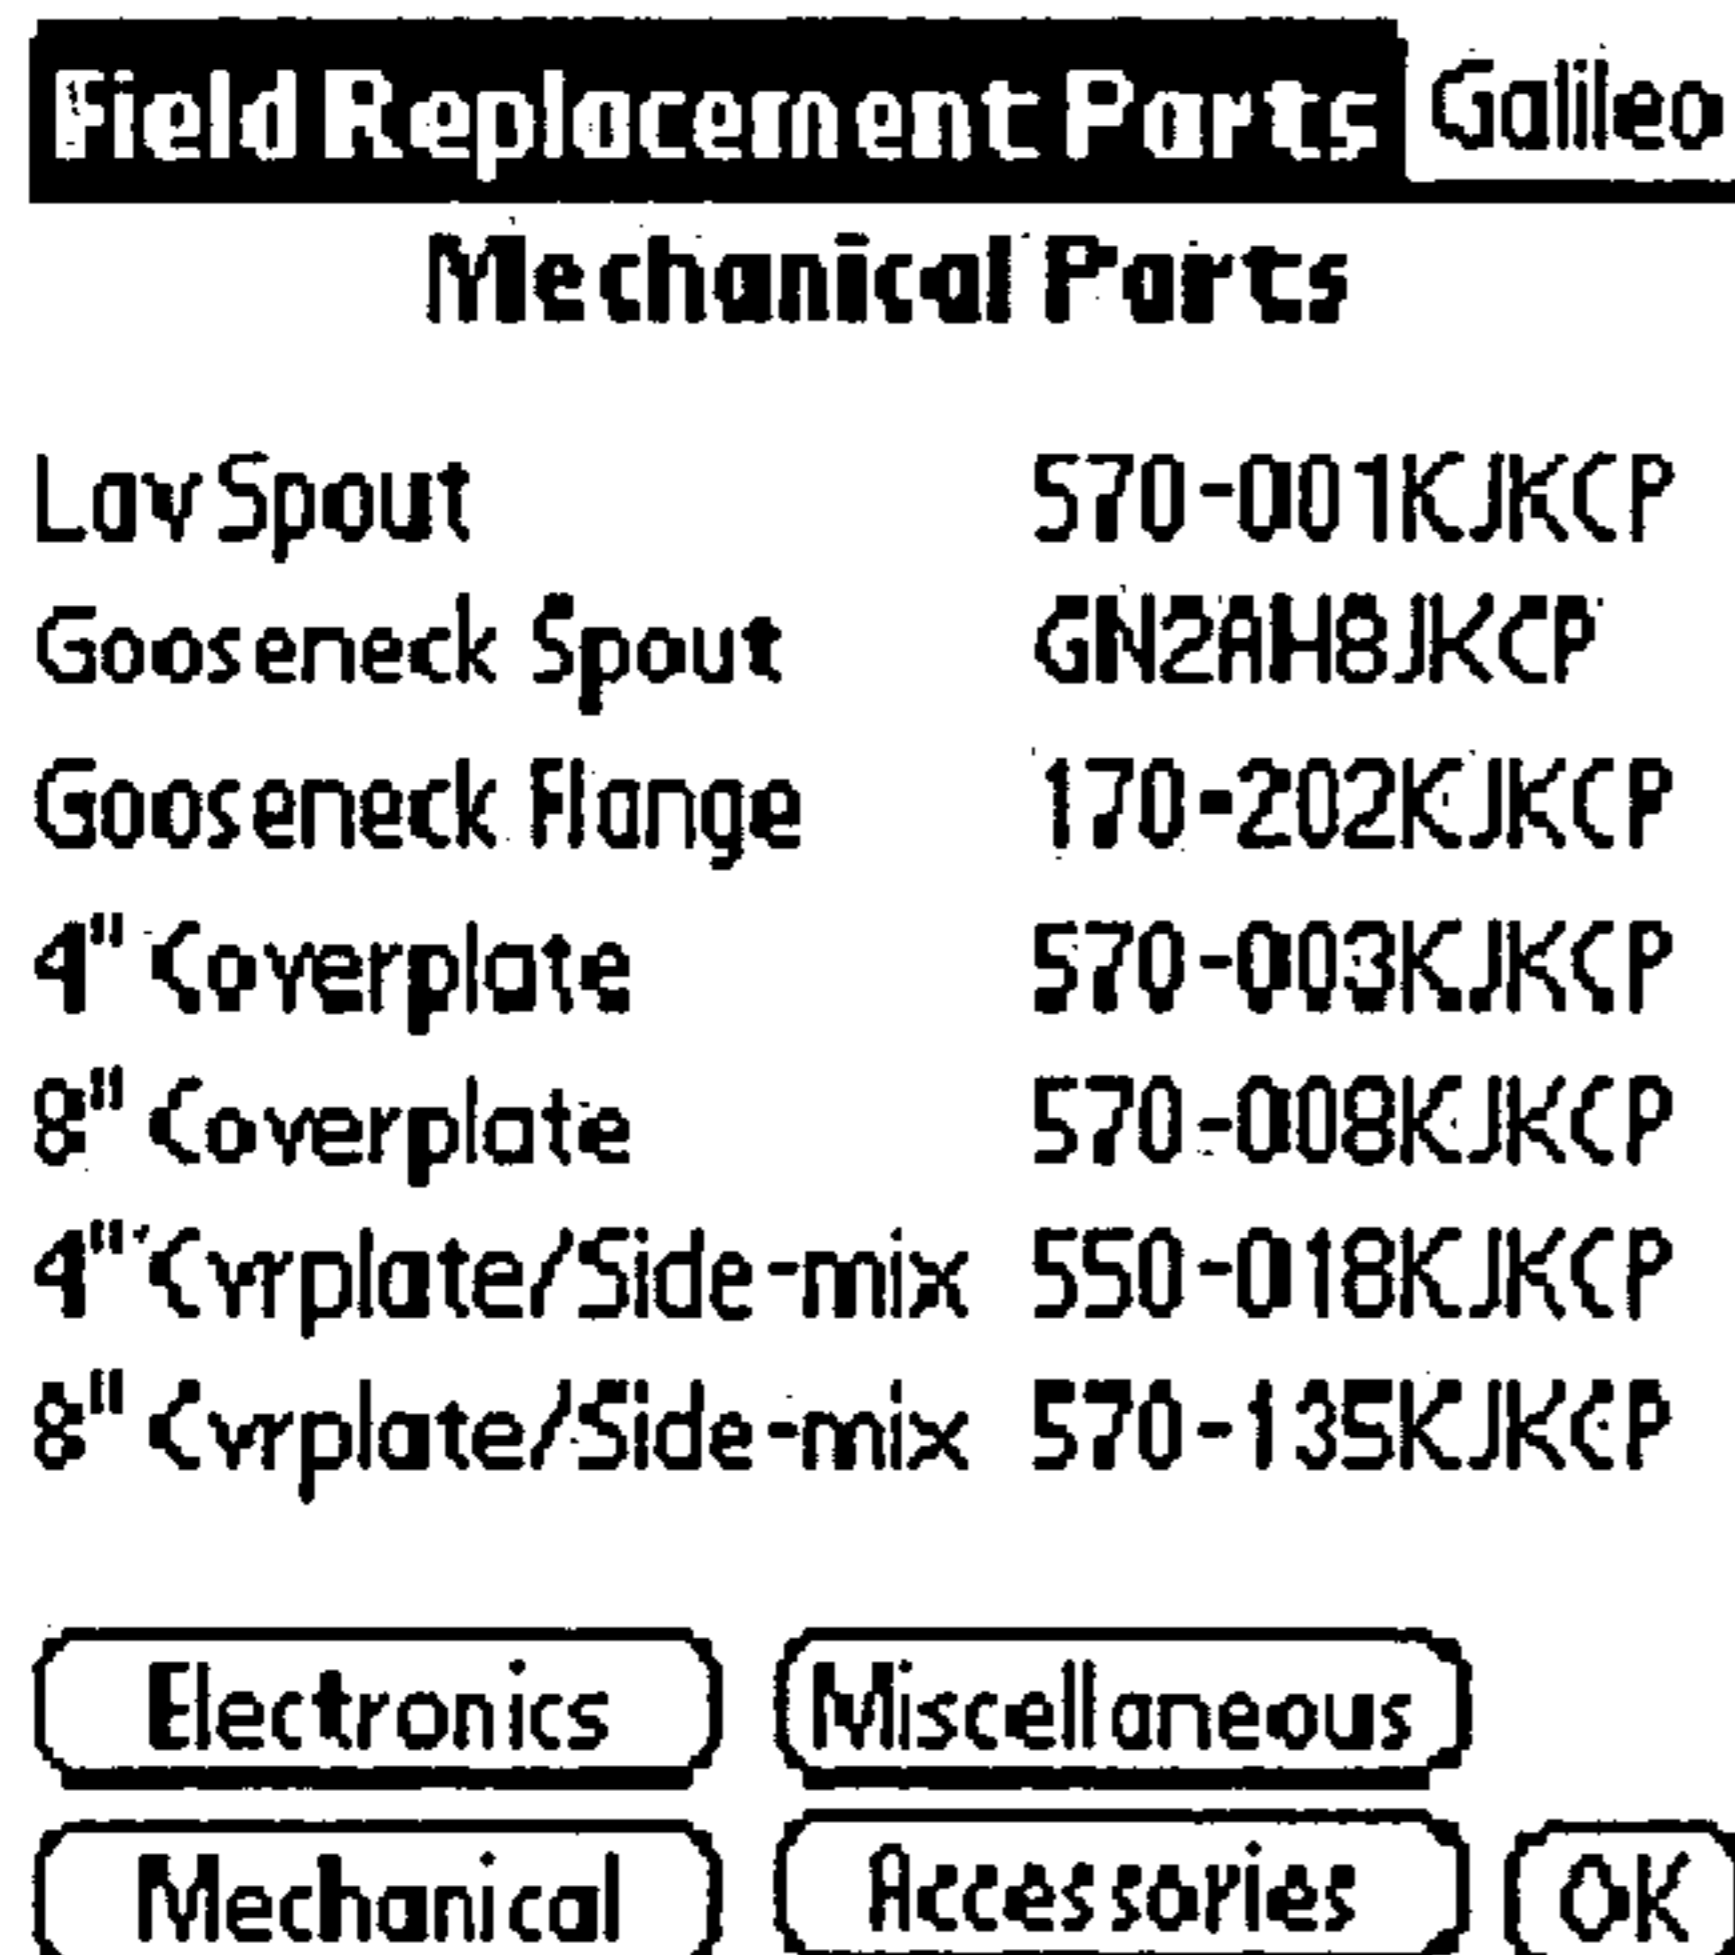 Field Replacement Parts Galileo
Mechanical Parts
Lav Spout 570-001KJKCP
Gooseneck Spout GN2AH8JKCP
Gooseneck Flange 170-202KJKCP
4" Coverplate 570-003KJKCP
8" Coverplate 570-008KJKCP
4" Cvrplate/Side-mix 550-018KJKCP
8" Cvrplate/Side-mix 570-135KJKCP
Electronics Miscellaneous
Mechanical Accessories OK